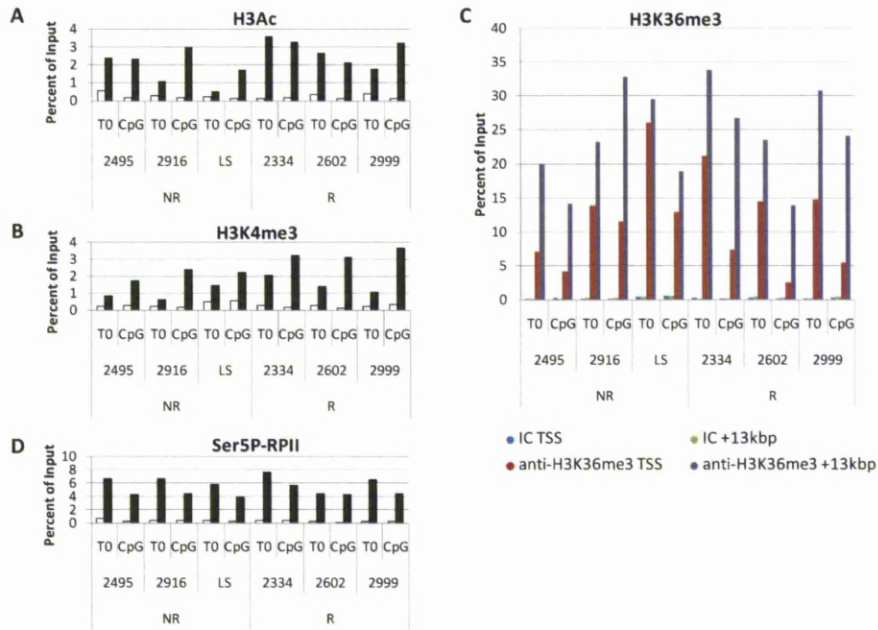 A
H3Ac
Percent of Input
4
3
2
1
0
T0 CpG T0 CpG T0 CpG T0 CpG T0 CpG T0 CpG
2495 2916 LS 2334 2602 2999
NR R
B
H3K4me3
Percent of Input
4
3
2
1
0
T0 CpG T0 CpG T0 CpG T0 CpG T0 CpG T0 CpG
2495 2916 LS 2334 2602 2999
NR R
D
Ser5P-RPII
Percent of Input
10
8
6
4
2
0
T0 CpG T0 CpG T0 CpG T0 CpG T0 CpG T0 CpG
2495 2916 LS 2334 2602 2999
NR R
C
H3K36me3
Percent of Input
40
35
30
25
20
15
10
5
0
T0 CpG T0 CpG T0 CpG T0 CpG T0 CpG T0 CpG
2495 2916 LS 2334 2602 2999
NR R
IC TSS IC +13kbp
anti-H3K36me3 TSS anti-H3K36me3 +13kbp